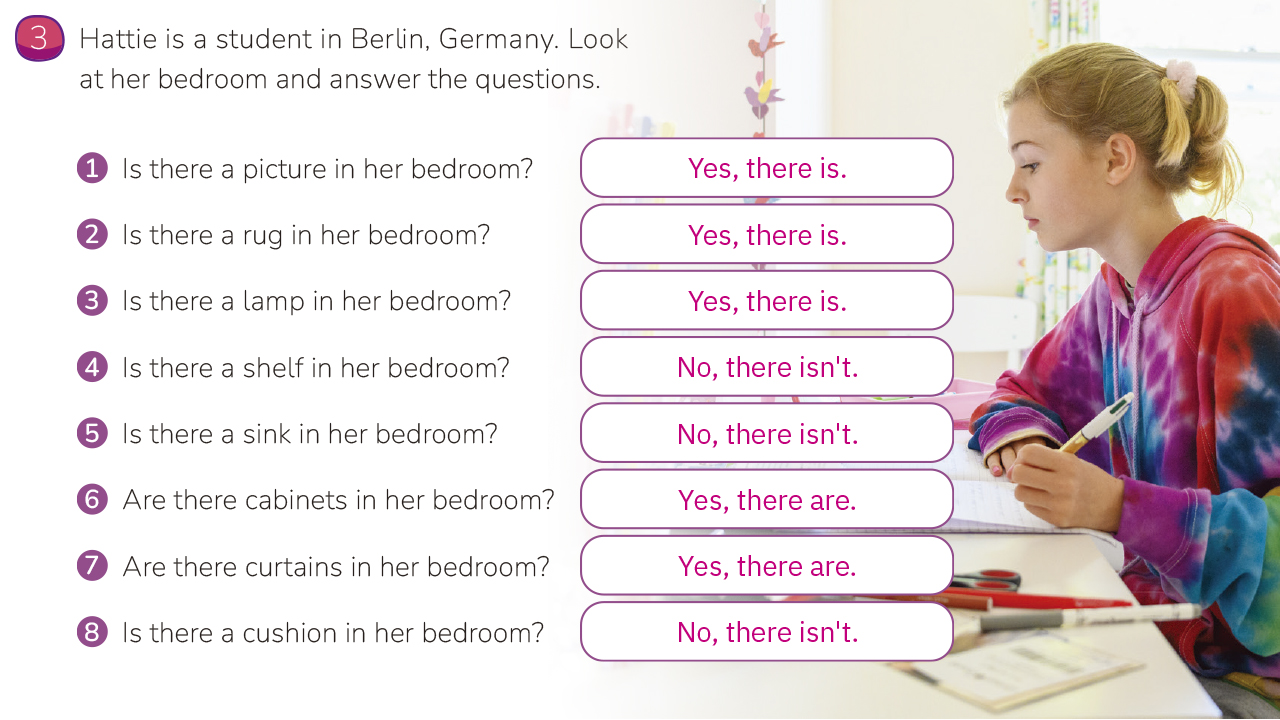 3 Hattie is a student in Berlin, Germany. Look
at her bedroom and answer the questions.
1 Is there a picture in her bedroom? Yes, there is.
2 Is there a rug in her bedroom? Yes, there is.
3 Is there a lamp in her bedroom? Yes, there is.
4 Is there a shelf in her bedroom? No, there isn't.
5 Is there a sink in her bedroom? No, there isn't.
6 Are there cabinets in her bedroom? Yes, there are.
7 Are there curtains in her bedroom? Yes, there are.
8 Is there a cushion in her bedroom? No, there isn't.